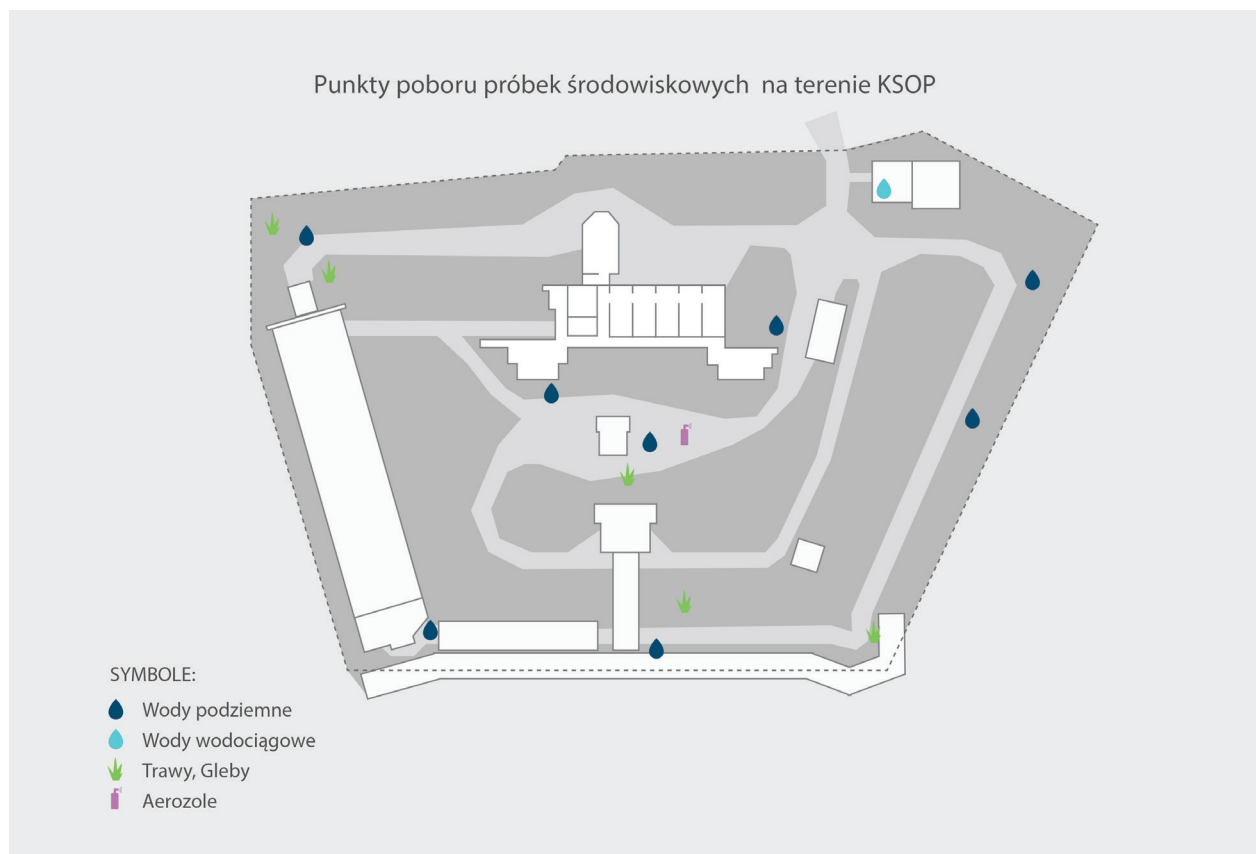 Punkty poboru próbek środowiskowych na terenie KSOP
SYMBOLE:
Wody podziemne
Wody wodociągowe
Trawy, Gleby
Aerozole